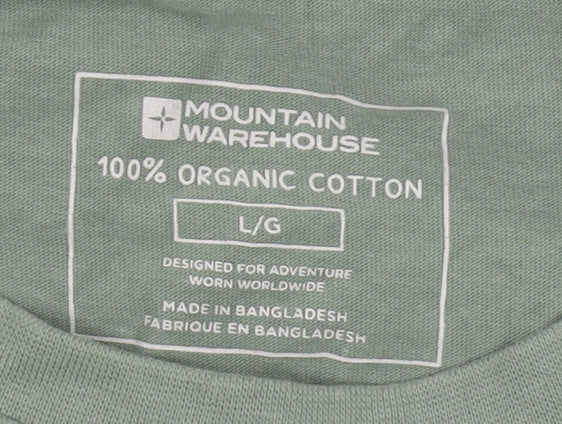 MOUNTAIN
WAREHOUSE
100% ORGANIC COTTON
L/G
DESIGNED FOR ADVENTURE
WORN WORLDWIDE
MADE IN BANGLADESH
FABRIQUE EN BANGLADESH